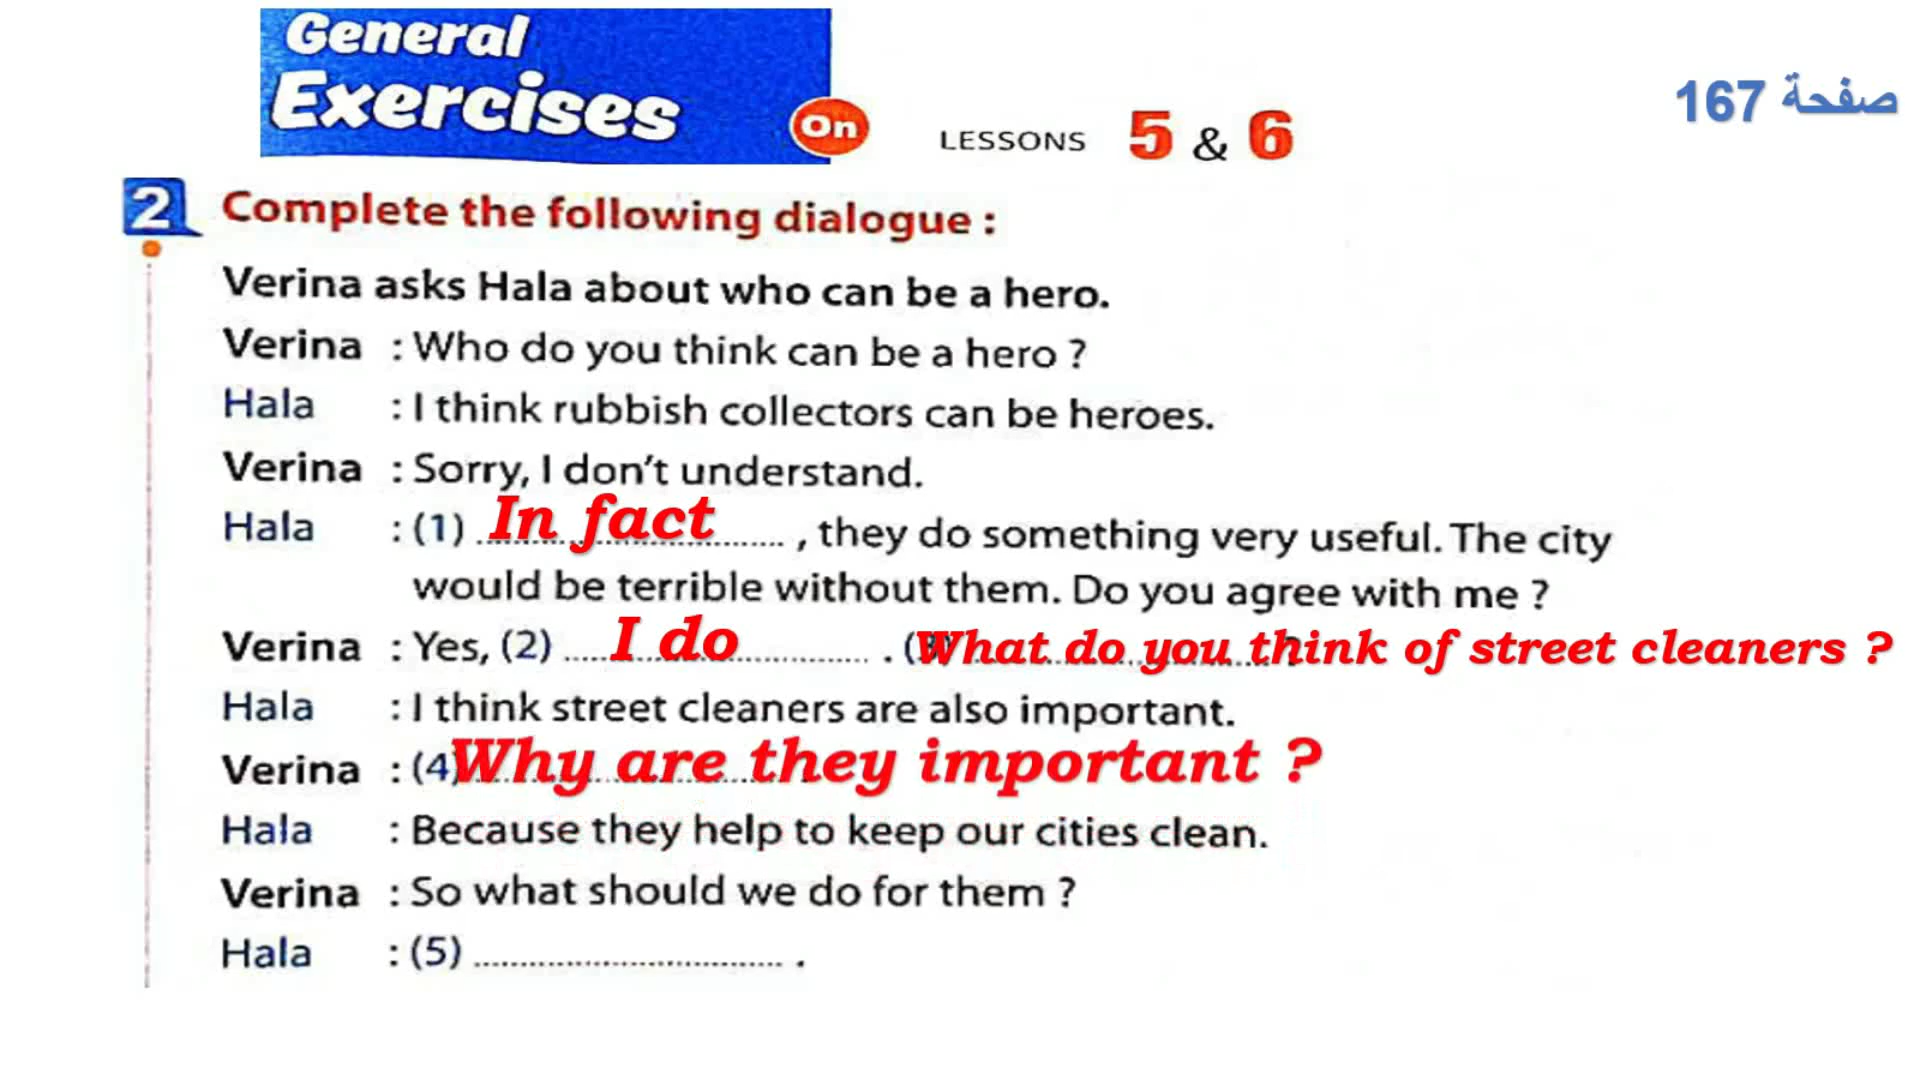 General
Exercises
On
LESSONS 5 & 6
صفحة 167
2 Complete the following dialogue :
Verina asks Hala about who can be a hero.
Verina : Who do you think can be a hero ?
Hala : I think rubbish collectors can be heroes.
Verina : Sorry, I don't understand.
Hala : (1) In fact , they do something very useful. The city
would be terrible without them. Do you agree with me ?
Verina : Yes, (2) I do . (3) What do you think of street cleaners ?
Hala : I think street cleaners are also important.
Verina : (4) Why are they important ?
Hala : Because they help to keep our cities clean.
Verina : So what should we do for them ?
Hala : (5) .................................. .